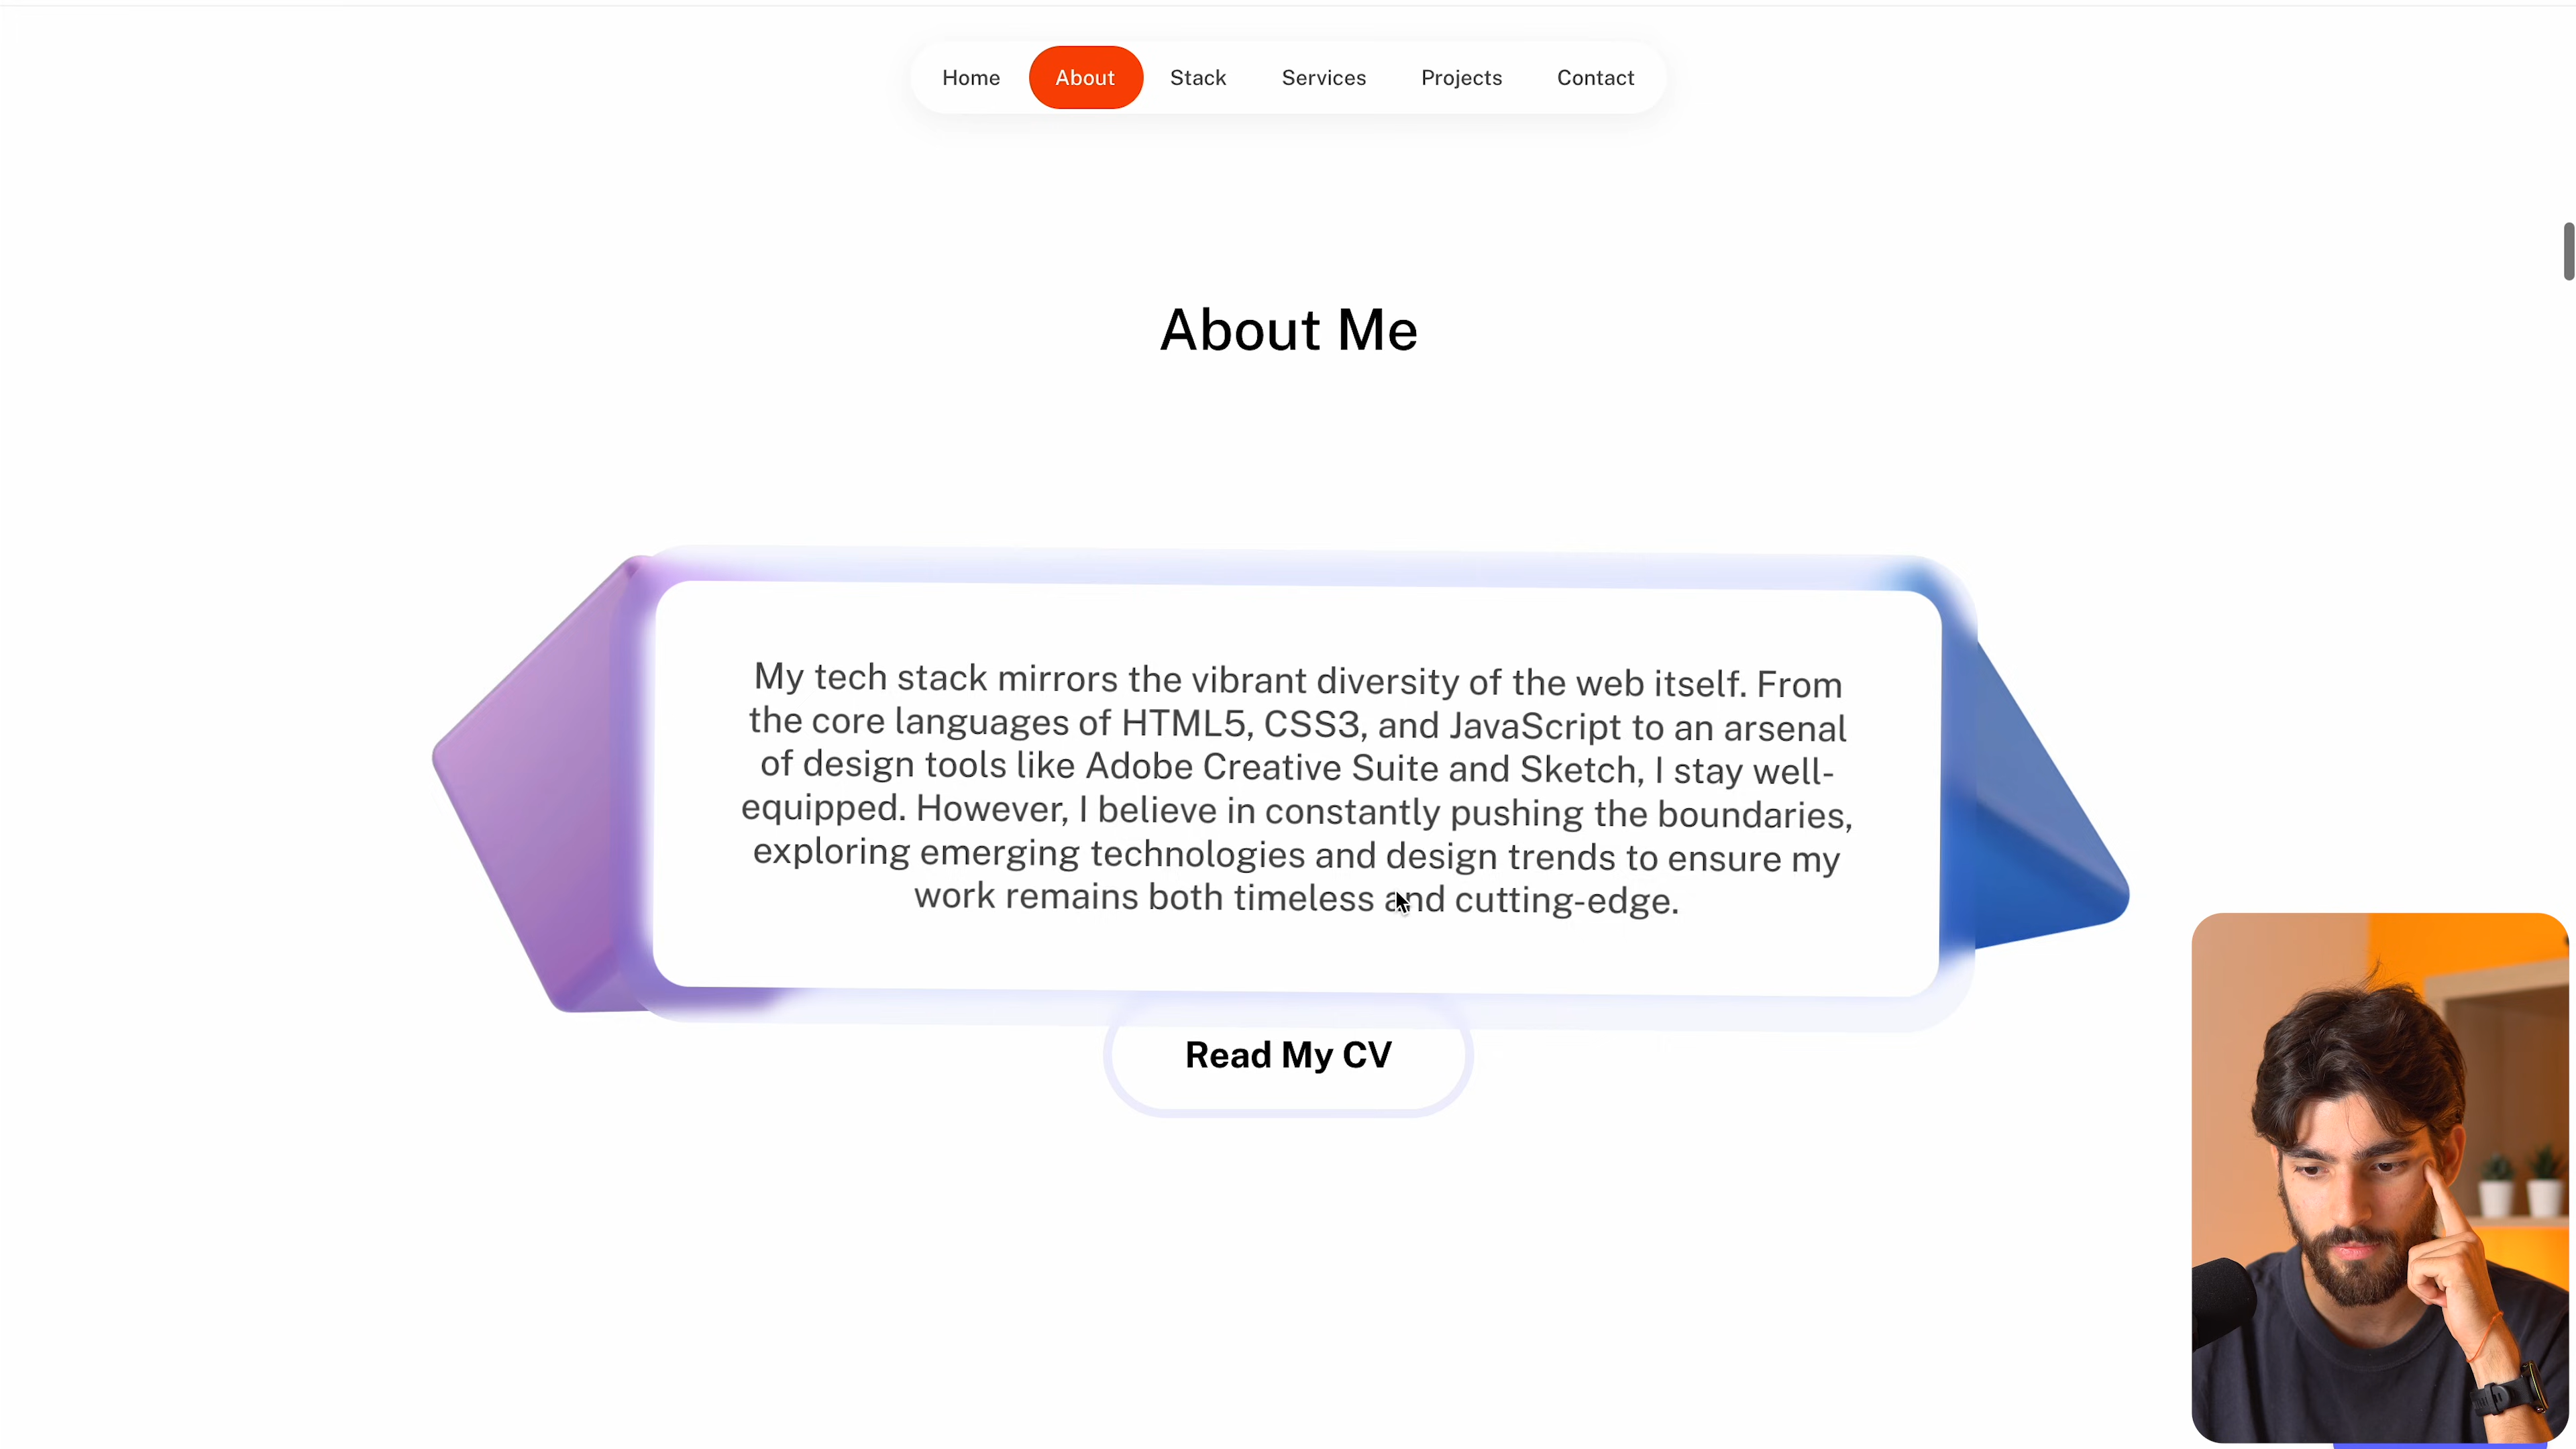 Home About Stack Services Projects Contact
About Me
My tech stack mirrors the vibrant diversity of the web itself. From
the core languages of HTML5, CSS3, and JavaScript to an arsenal
of design tools like Adobe Creative Suite and Sketch, I stay well-
equipped. However, I believe in constantly pushing the boundaries,
exploring emerging technologies and design trends to ensure my
work remains both timeless and cutting-edge.
Read My CV